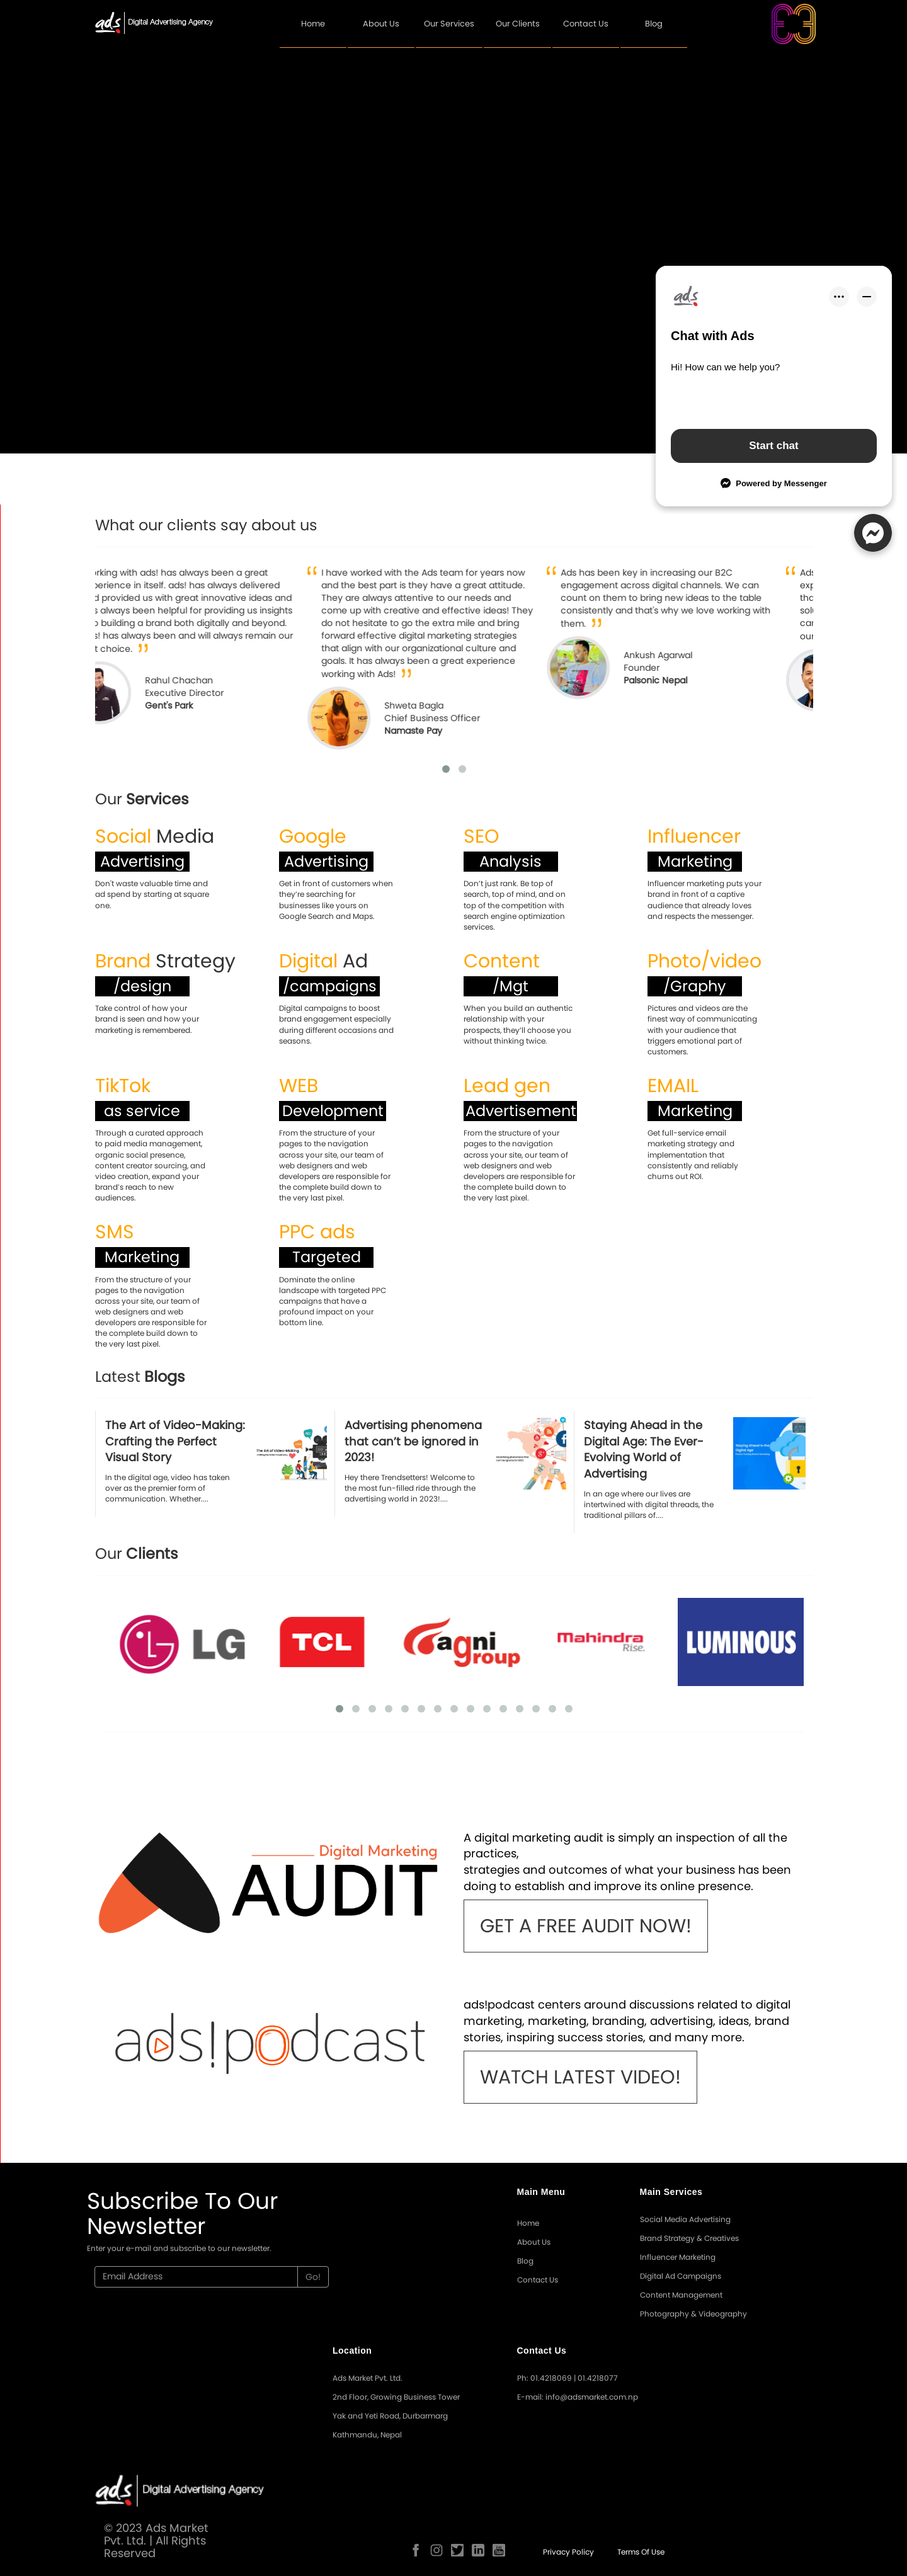 ads Digital Advertising Agency
Home About Us Our Services Our Clients Contact Us Blog
ads
Chat with Ads
Hi! How can we help you?
Start chat
Powered by Messenger
What our clients say about us
rking with ads! has always been a great
perience in itself. ads! has always delivered
d provided us with great innovative ideas and
s always been helpful for providing us insights
building a brand both digitally and beyond.
s! has always been and will always remain our
t choice.
Rahul Chachan
Executive Director
Gent's Park
I have worked with the Ads team for years now
and the best part is they have a great attitude.
They are always attentive to our needs and
come up with creative and effective ideas! They
do not hesitate to go the extra mile and bring
forward effective digital marketing strategies
that align with our organizational culture and
goals. It has always been a great experience
working with Ads!
Shweta Bagla
Chief Business Officer
Namaste Pay
Ads has been key in increasing our B2C
engagement across digital channels. We can
count on them to bring new ideas to the table
consistently and that's why we love working with
them.
Ankush Agarwal
Founder
Palsonic Nepal
Ads
exp
tha
solu
car
our
Our Services
Social Media
Advertising
Don't waste valuable time and
ad spend by starting at square
one.
Google
Advertising
Get in front of customers when
they're searching for
businesses like yours on
Google Search and Maps.
SEO
Analysis
Don't just rank. Be top of
search, top of mind, and on
top of the competition with
search engine optimization
services.
Influencer
Marketing
Influencer marketing puts your
brand in front of a captive
audience that already loves
and respects the messenger.
Brand Strategy
/design
Take control of how your
brand is seen and how your
marketing is remembered.
Digital Ad
/campaigns
Digital campaigns to boost
brand engagement especially
during different occasions and
seasons.
Content
/Mgt
When you build an authentic
relationship with your
prospects, they'll choose you
without thinking twice.
Photo/video
/Graphy
Pictures and videos are the
finest way of communicating
with your audience that
triggers emotional part of
customers.
TikTok
as service
Through a curated approach
to paid media management,
organic social presence,
content creator sourcing, and
video creation, expand your
brand's reach to new
audiences.
WEB
Development
From the structure of your
pages to the navigation
across your site, our team of
web designers and web
developers are responsible for
the complete build down to
the very last pixel.
Lead gen
Advertisement
From the structure of your
pages to the navigation
across your site, our team of
web designers and web
developers are responsible for
the complete build down to
the very last pixel.
EMAIL
Marketing
Get full-service email
marketing strategy and
implementation that
consistently and reliably
churns out ROI.
SMS
Marketing
From the structure of your
pages to the navigation
across your site, our team of
web designers and web
developers are responsible for
the complete build down to
the very last pixel.
PPC ads
Targeted
Dominate the online
landscape with targeted PPC
campaigns that have a
profound impact on your
bottom line.
Latest Blogs
The Art of Video-Making:
Crafting the Perfect
Visual Story
In the digital age, video has taken
over as the premier form of
communication. Whether....
Advertising phenomena
that can't be ignored in
2023!
Hey there Trendsetters! Welcome to
the most fun-filled ride through the
advertising world in 2023!....
Staying Ahead in the
Digital Age: The Ever-
Evolving World of
Advertising
In an age where our lives are
intertwined with digital threads, the
traditional pillars of....
Our Clients
LG
TCL
agni
group
Mahindra
Rise.
LUMINOUS
Digital Marketing
AUDIT
A digital marketing audit is simply an inspection of all the
practices,
strategies and outcomes of what your business has been
doing to establish and improve its online presence.
GET A FREE AUDIT NOW!
ads!podcast
ads!podcast centers around discussions related to digital
marketing, marketing, branding, advertising, ideas, brand
stories, inspiring success stories, and many more.
WATCH LATEST VIDEO!
Subscribe To Our
Newsletter
Enter your e-mail and subscribe to our newsletter.
Email Address Go!
Main Menu
Home
About Us
Blog
Contact Us
Main Services
Social Media Advertising
Brand Strategy & Creatives
Influencer Marketing
Digital Ad Campaigns
Content Management
Photography & Videography
Location
Ads Market Pvt. Ltd.
2nd Floor, Growing Business Tower
Yak and Yeti Road, Durbarmarg
Kathmandu, Nepal
Contact Us
Ph: 01.4218069 | 01.4218077
E-mail: info@adsmarket.com.np
ads Digital Advertising Agency
© 2023 Ads Market
Pvt. Ltd. | All Rights
Reserved
Privacy Policy Terms Of Use